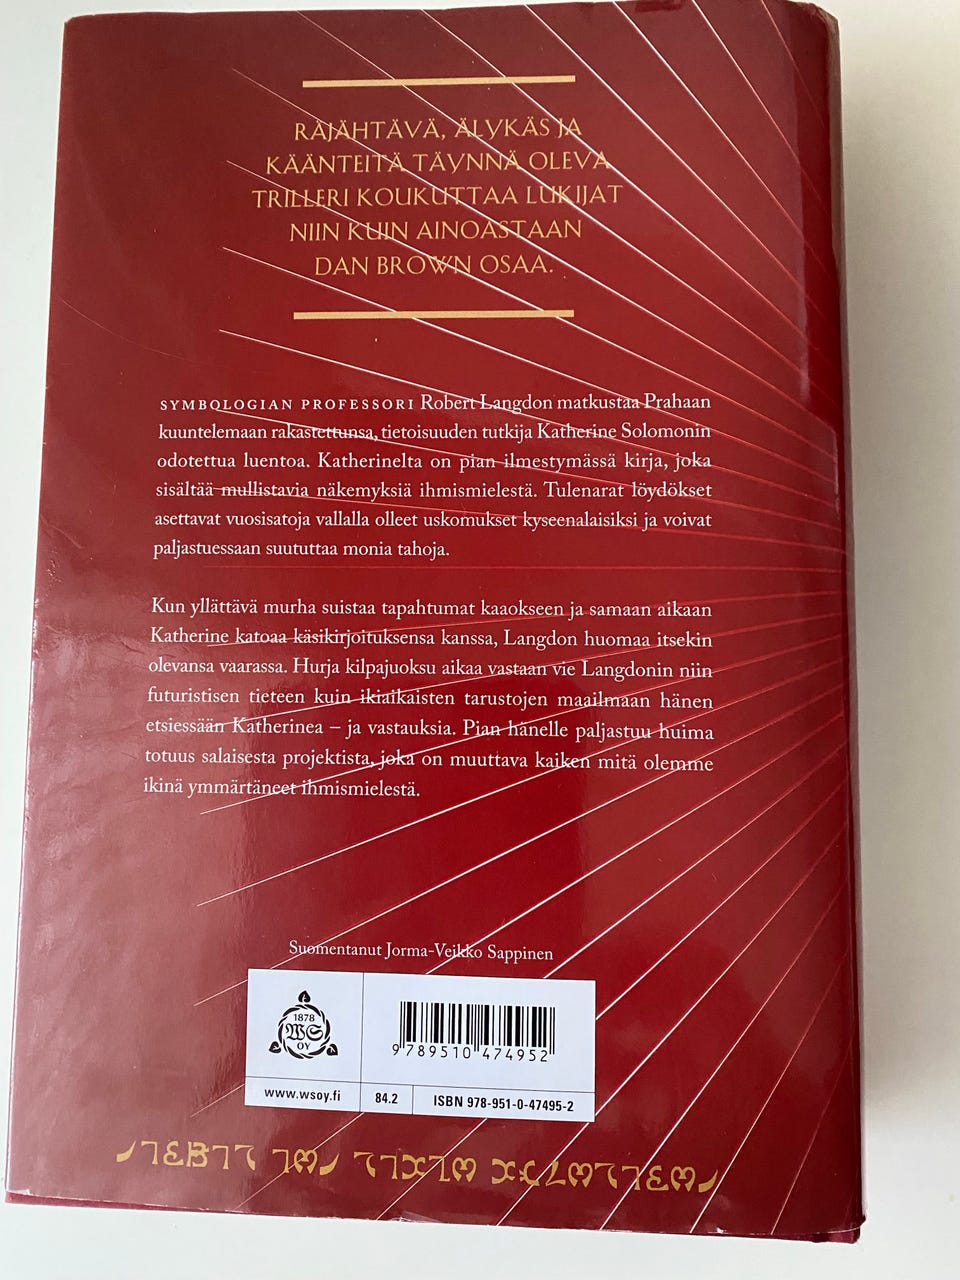 RÄJÄHTÄVÄ, ÄLYKÄS JA
KÄÄNTEITÄ TÄYNNÄ OLEVA
TRILLERI KOUKUTTAA LUKIJAT
NIIN KUIN AINOASTAAN
DAN BROWN OSAA.
SYMBOLOGIAN PROFESSORI Robert Langdon matkustaa Prahaan
kuuntelemaan rakastettunsa, tietoisuuden tutkija Katherine Solomonin
odotettua luentoa. Katherinelta on pian ilmestymässä kirja, joka
sisältää mullistavia näkemyksiä ihmismielestä. Tulenarat löydökset
asettavat vuosisatoja vallalla olleet uskomukset kyseenalaisiksi ja voivat
paljastuessaan suututtaa monia tahoja.
Kun yllättävä murha suistaa tapahtumat kaaokseen ja samaan aikaan
Katherine katoaa käsikirjoituksensa kanssa, Langdon huomaa itsekin
olevansa vaarassa. Hurja kilpajuoksu aikaa vastaan vie Langdonin niin
futuristisen tieteen kuin ikiaikaisten tarustojen maailmaan hänen
etsiessään Katherinea – ja vastauksia. Pian hänelle paljastuu huima
totuus salaisesta projektista, joka on muuttava kaiken mitä olemme
ikinä ymmärtäneet ihmismielestä.
Suomentanut Jorma-Veikko Sappinen
1878
WS
OY
9 789510 474952
www.wsoy.fi
84.2
ISBN 978-951-0-47495-2